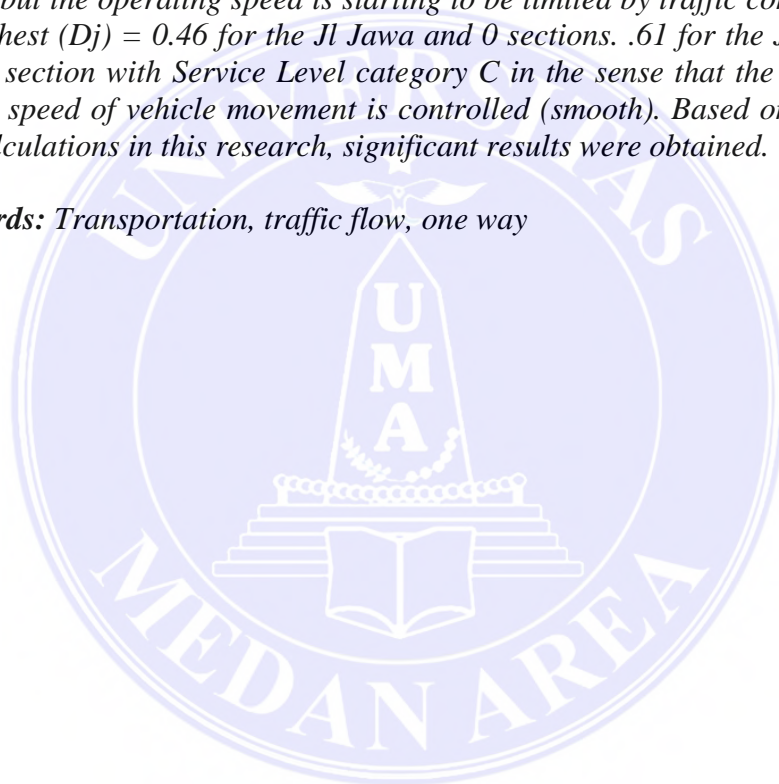 but the operating speed is starting to be limited by traffic con
hest (Dj) = 0.46 for the Jl Jawa and 0 sections. .61 for the J
section with Service Level category C in the sense that the
speed of vehicle movement is controlled (smooth). Based on
lculations in this research, significant results were obtained.
rds: Transportation, traffic flow, one way
UNIVERSITAS
UMA
MEDAN AREA